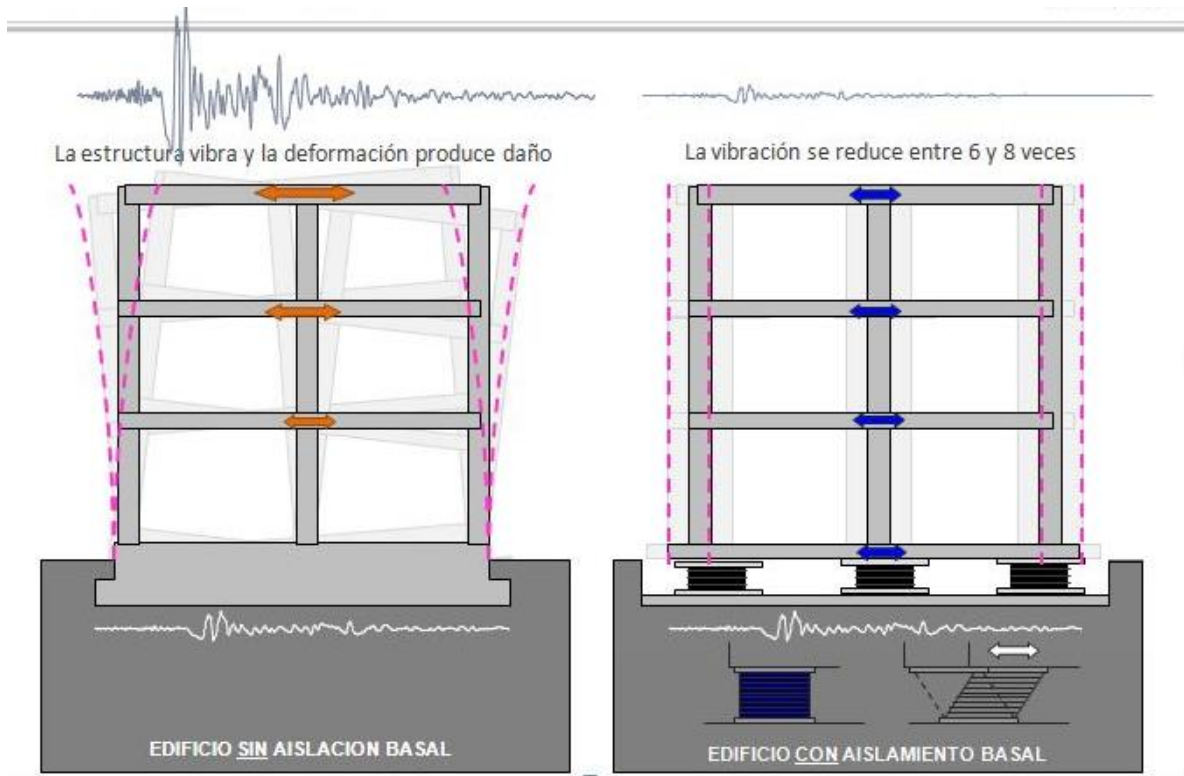 La estructura vibra y la deformación produce daño
La vibración se reduce entre 6 y 8 veces
EDIFICIO SIN AISLACION BASAL
EDIFICIO CON AISLAMIENTO BASAL